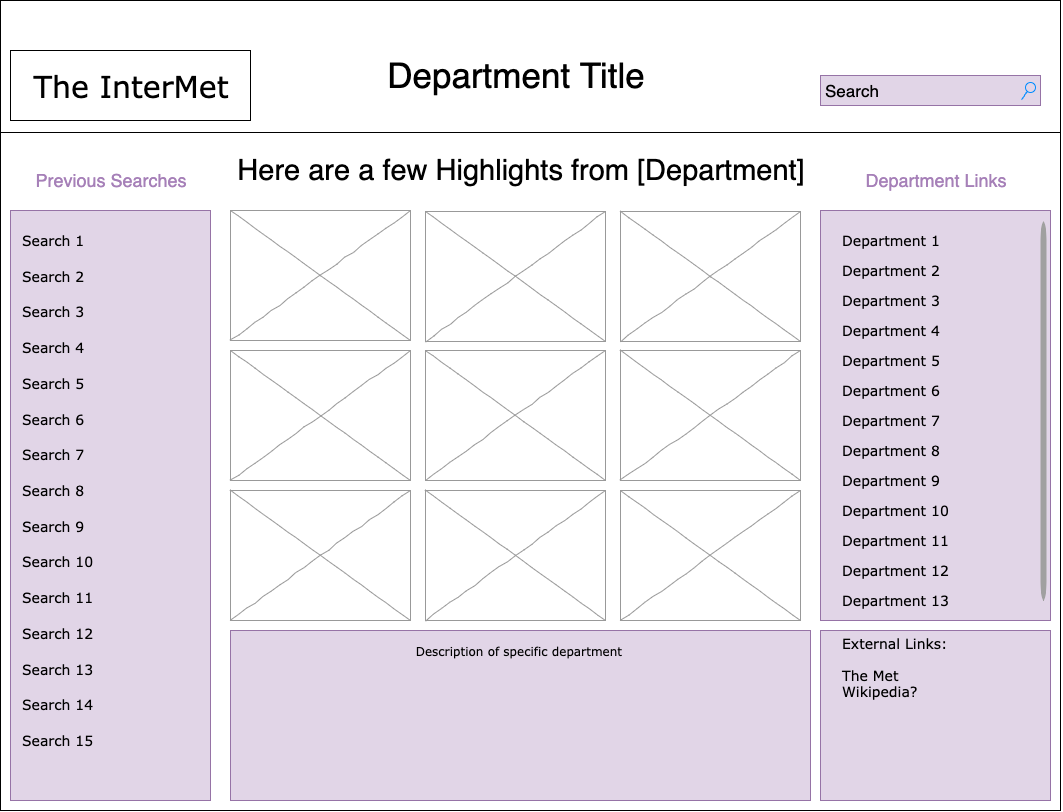 The InterMet
Department Title
Search
Previous Searches
Here are a few Highlights from [Department]
Department Links
Search 1
Search 2
Search 3
Search 4
Search 5
Search 6
Search 7
Search 8
Search 9
Search 10
Search 11
Search 12
Search 13
Search 14
Search 15
Description of specific department
Department 1
Department 2
Department 3
Department 4
Department 5
Department 6
Department 7
Department 8
Department 9
Department 10
Department 11
Department 12
Department 13
External Links:
The Met
Wikipedia?